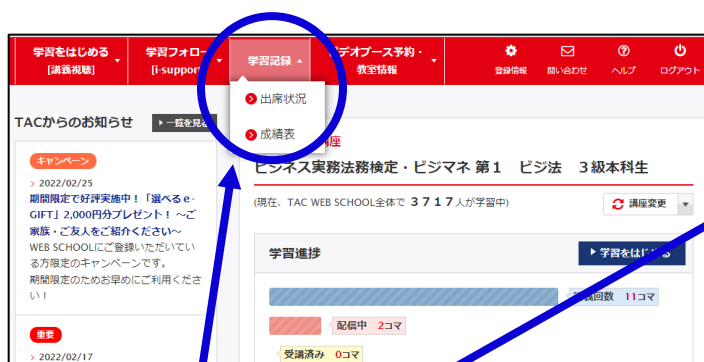 学習をはじめる
[講義視聴]
学習フォロー
[i-support
学習記録
デオブース予約・
教室情報
登録情報
問い合わせ
ヘルプ
ログアウト
出席状況
成績表
TACからのお知らせ
一覧を見
講座
ビジネス実務法務検定・ビジマネ 第1 ビジ法 3級本科生
(現在、TAC WEB SCHOOL全体で 3717人が学習中)
講座変更
キャンペーン
2022/02/25
期間限定で好評実施中!「選べるe-
GIFT」2,000円分プレゼント! ~ご
家族・ご友人をご紹介ください~
WEB SCHOOLにご登録いただいてい
る方限定のキャンペーンです。
期間限定のためお早めにご利用くださ
い!
重要
2022/02/17
学習進捗
学習をはじめる
義回数 11コマ
配信中 2コマ
受講済み 0コマ